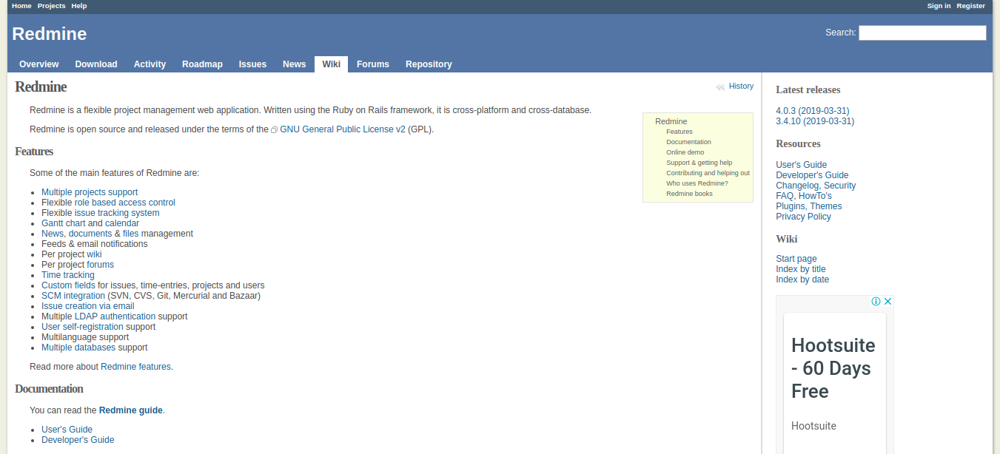 Home Projects Help
Sign in Register
Redmine
Search:
Overview Download Activity Roadmap Issues News Wiki Forums Repository
Redmine
History
Redmine is a flexible project management web application. Written using the Ruby on Rails framework, it is cross-platform and cross-database.
Redmine is open source and released under the terms of the GNU General Public License v2 (GPL).
Redmine
Features
Documentation
Online demo
Support & getting help
Contributing and helping out
Who uses Redmine?
Redmine books
Features
Some of the main features of Redmine are:
Multiple projects support
Flexible role based access control
Flexible issue tracking system
Gantt chart and calendar
News, documents & files management
Feeds & email notifications
Per project wiki
Per project forums
Time tracking
Custom fields for issues, time-entries, projects and users
SCM integration (SVN, CVS, Git, Mercurial and Bazaar)
Issue creation via email
Multiple LDAP authentication support
User self-registration support
Multilanguage support
Multiple databases support
Read more about Redmine features.
Documentation
You can read the Redmine guide.
User's Guide
Developer's Guide
Latest releases
4.0.3 (2019-03-31)
3.4.10 (2019-03-31)
Resources
User's Guide
Developer's Guide
Changelog, Security
FAQ, HowTo's
Plugins, Themes
Privacy Policy
Wiki
Start page
Index by title
Index by date
Hootsuite
- 60 Days
Free
Hootsuite